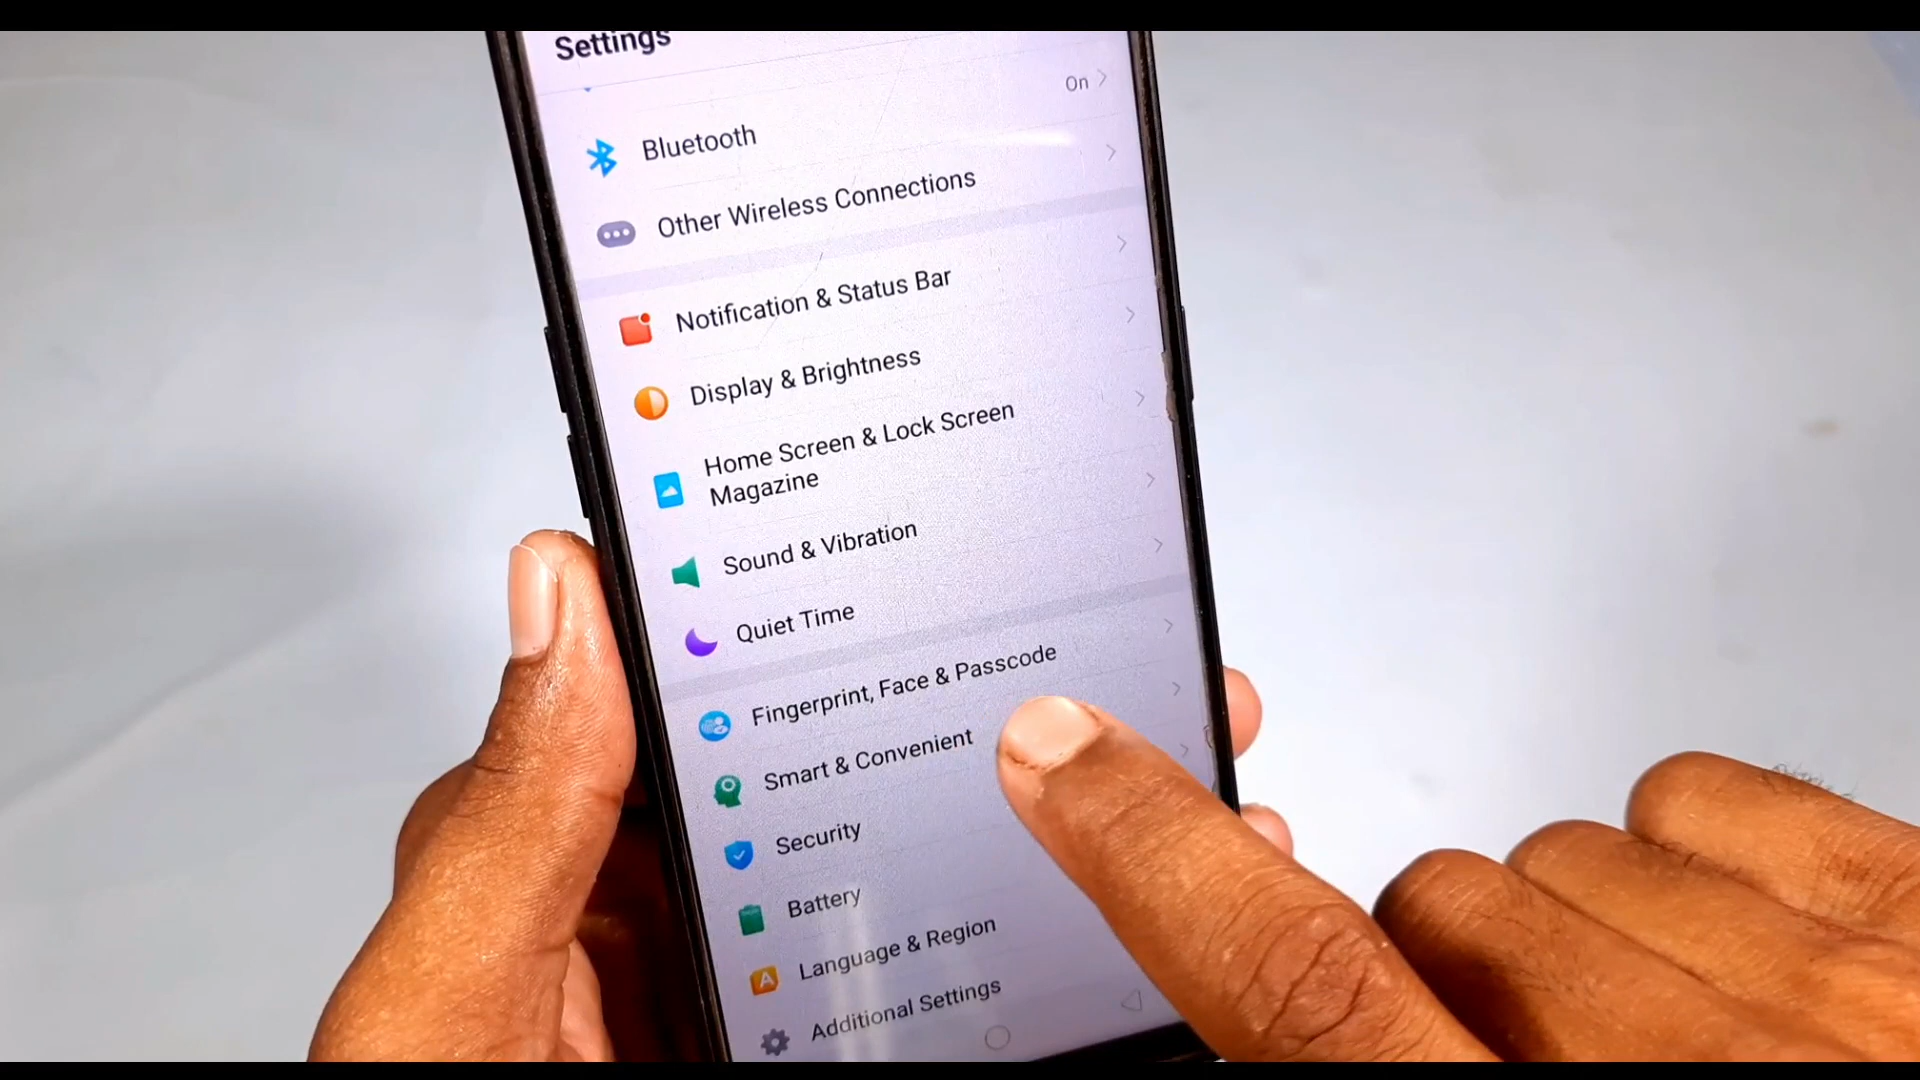 Settings
On
Bluetooth
Other Wireless Connections
Notification & Status Bar
Display & Brightness
Home Screen & Lock Screen
Magazine
Sound & Vibration
Quiet Time
Fingerprint, Face & Passcode
Smart & Convenient
Security
Battery
A
Language & Region
Additional Settings